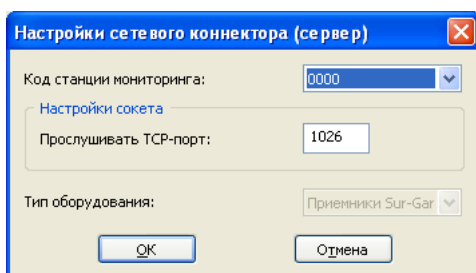 Настройки сетевого коннектора (сервер)
Код станции мониторинга: 0000
Настройки сокета
Прослушивать TCP-порт: 1026
Тип оборудования: Приемники Sur-Gar
OK Отмена